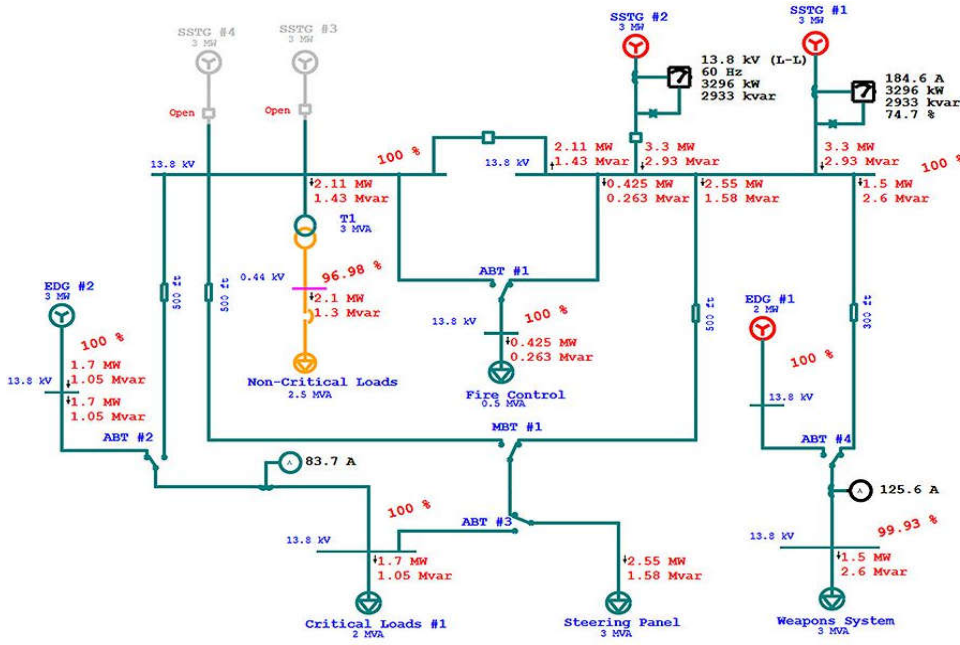 SSTG #4
3 MW
SSTG #3
3 MW
SSTG #2
3 MW
SSTG #1
3 MW
Open
Open
13.8 kV (L-L)
60 Hz
3296 kW
2933 kvar
184.6 A
3296 kW
2933 kvar
74.7 %
13.8 kV
100 %
13.8 kV
2.11 MW
1.43 Mvar
3.3 MW
2.93 Mvar
3.3 MW
2.93 Mvar
100 %
2.11 MW
1.43 Mvar
0.425 MW
0.263 Mvar
2.55 MW
1.58 Mvar
1.5 MW
2.6 Mvar
T1
3 MVA
0.44 kV
96.98 %
2.1 MW
1.3 Mvar
Non-Critical Loads
2.5 MVA
500 ft
500 ft
500 ft
300 ft
ABT #1
13.8 kV
100 %
0.425 MW
0.263 Mvar
Fire Control
0.5 MVA
EDG #2
3 MW
100 %
1.7 MW
1.05 Mvar
13.8 kV
1.7 MW
1.05 Mvar
ABT #2
EDG #1
2 MW
100 %
13.8 kV
ABT #4
MBT #1
A
83.7 A
A
125.6 A
100 %
ABT #3
13.8 kV
1.7 MW
1.05 Mvar
Critical Loads #1
2 MVA
2.55 MW
1.58 Mvar
Steering Panel
3 MVA
99.93 %
13.8 kV
1.5 MW
2.6 Mvar
Weapons System
3 MVA